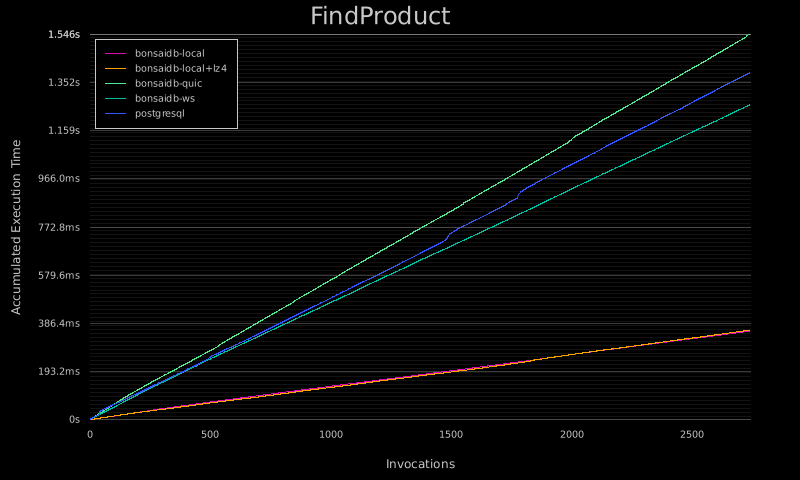 FindProduct
1.546s
1.352s
1.159s
966.0ms
772.8ms
579.6ms
386.4ms
193.2ms
0s
Accumulated Execution Time
bonsaidb-local
bonsaidb-local+lz4
bonsaidb-quic
bonsaidb-ws
postgresql
0 500 1000 1500 2000 2500
Invocations